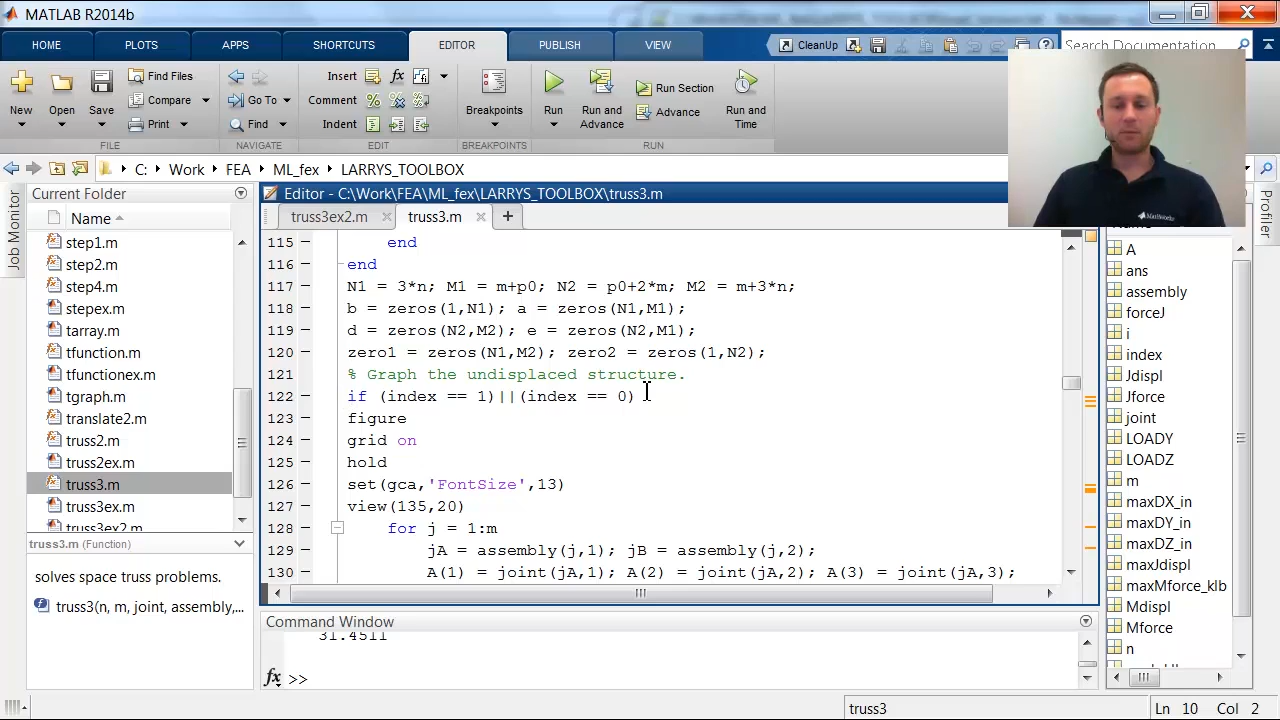 MATLAB R2014b
HOME PLOTS APPS SHORTCUTS EDITOR PUBLISH VIEW CleanUp Search Documentation
New Open Save Find Files Compare Print
Go To Find
Insert Comment Indent
Breakpoints
Run Run and Advance Run Section Advance Run and Time
FILE NAVIGATE EDIT BREAKPOINTS RUN
C: Work FEA ML_fex LARRYS_TOOLBOX
Job Monitor
Current Folder
Name
step1.m
step2.m
step4.m
stepex.m
tarray.m
tfunction.m
tfunctionex.m
tgraph.m
translate2.m
truss2.m
truss2ex.m
truss3.m
truss3ex.m
truss3ex2.m
truss3.m (Function)
solves space truss problems.
truss3(n, m, joint, assembly,...
Editor - C:\Work\FEA\ML_fex\LARRYS_TOOLBOX\truss3.m
truss3ex2.m truss3.m
115 end
116 end
117 N1 = 3*n; M1 = m+p0; N2 = p0+2*m; M2 = m+3*n;
118 b = zeros(1,N1); a = zeros(N1,M1);
119 d = zeros(N2,M2); e = zeros(N2,M1);
120 zero1 = zeros(N1,M2); zero2 = zeros(1,N2);
121 % Graph the undisplaced structure.
122 if (index == 1)||(index == 0)
123 figure
124 grid on
125 hold
126 set(gca,'FontSize',13)
127 view(135,20)
128 for j = 1:m
129 jA = assembly(j,1); jB = assembly(j,2);
130 A(1) = joint(jA,1); A(2) = joint(jA,2); A(3) = joint(jA,3);
Command Window
31.4511
fx >>
MathWorks
Name
A
ans
assembly
forceJ
i
index
Jdispl
Jforce
joint
LOADY
LOADZ
m
maxDX_in
maxDY_in
maxDZ_in
maxJdispl
maxMforce_klb
Mdispl
Mforce
n
Profiler
truss3 Ln 10 Col 2